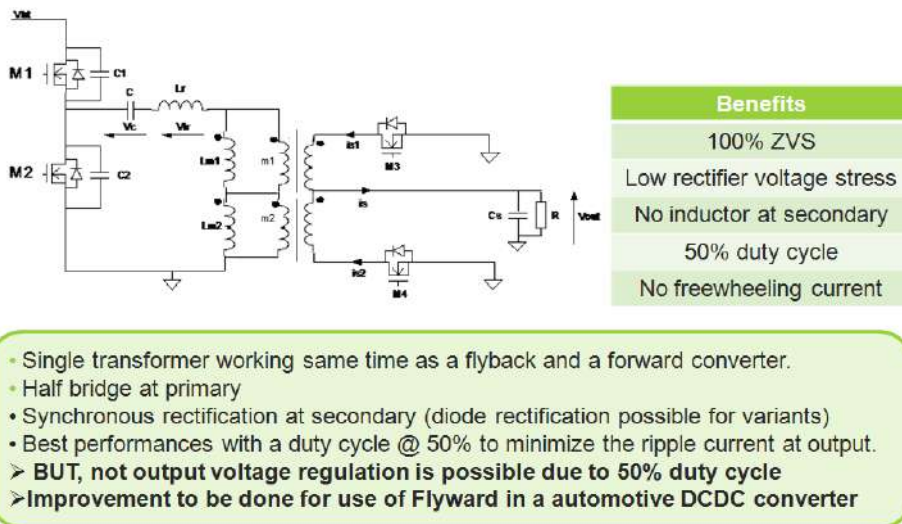 Vbat
M1
C1
C
Lr
Vc
Vlr
M2
C2
Lm1
m1
Lm2
m2
is1
M3
is
Cs
R
Vout
is2
M4
Benefits
100% ZVS
Low rectifier voltage stress
No inductor at secondary
50% duty cycle
No freewheeling current
• Single transformer working same time as a flyback and a forward converter.
• Half bridge at primary
• Synchronous rectification at secondary (diode rectification possible for variants)
• Best performances with a duty cycle @ 50% to minimize the ripple current at output.
➢ BUT, not output voltage regulation is possible due to 50% duty cycle
➢Improvement to be done for use of Flyward in a automotive DCDC converter